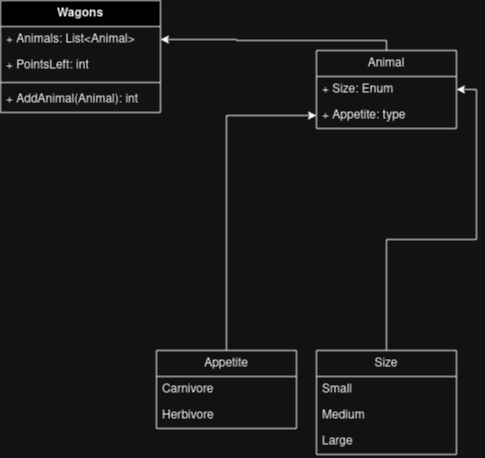 Wagons
+ Animals: List<Animal>
+ PointsLeft: int
+ AddAnimal(Animal): int
Animal
+ Size: Enum
+ Appetite: type
Appetite
Carnivore
Herbivore
Size
Small
Medium
Large